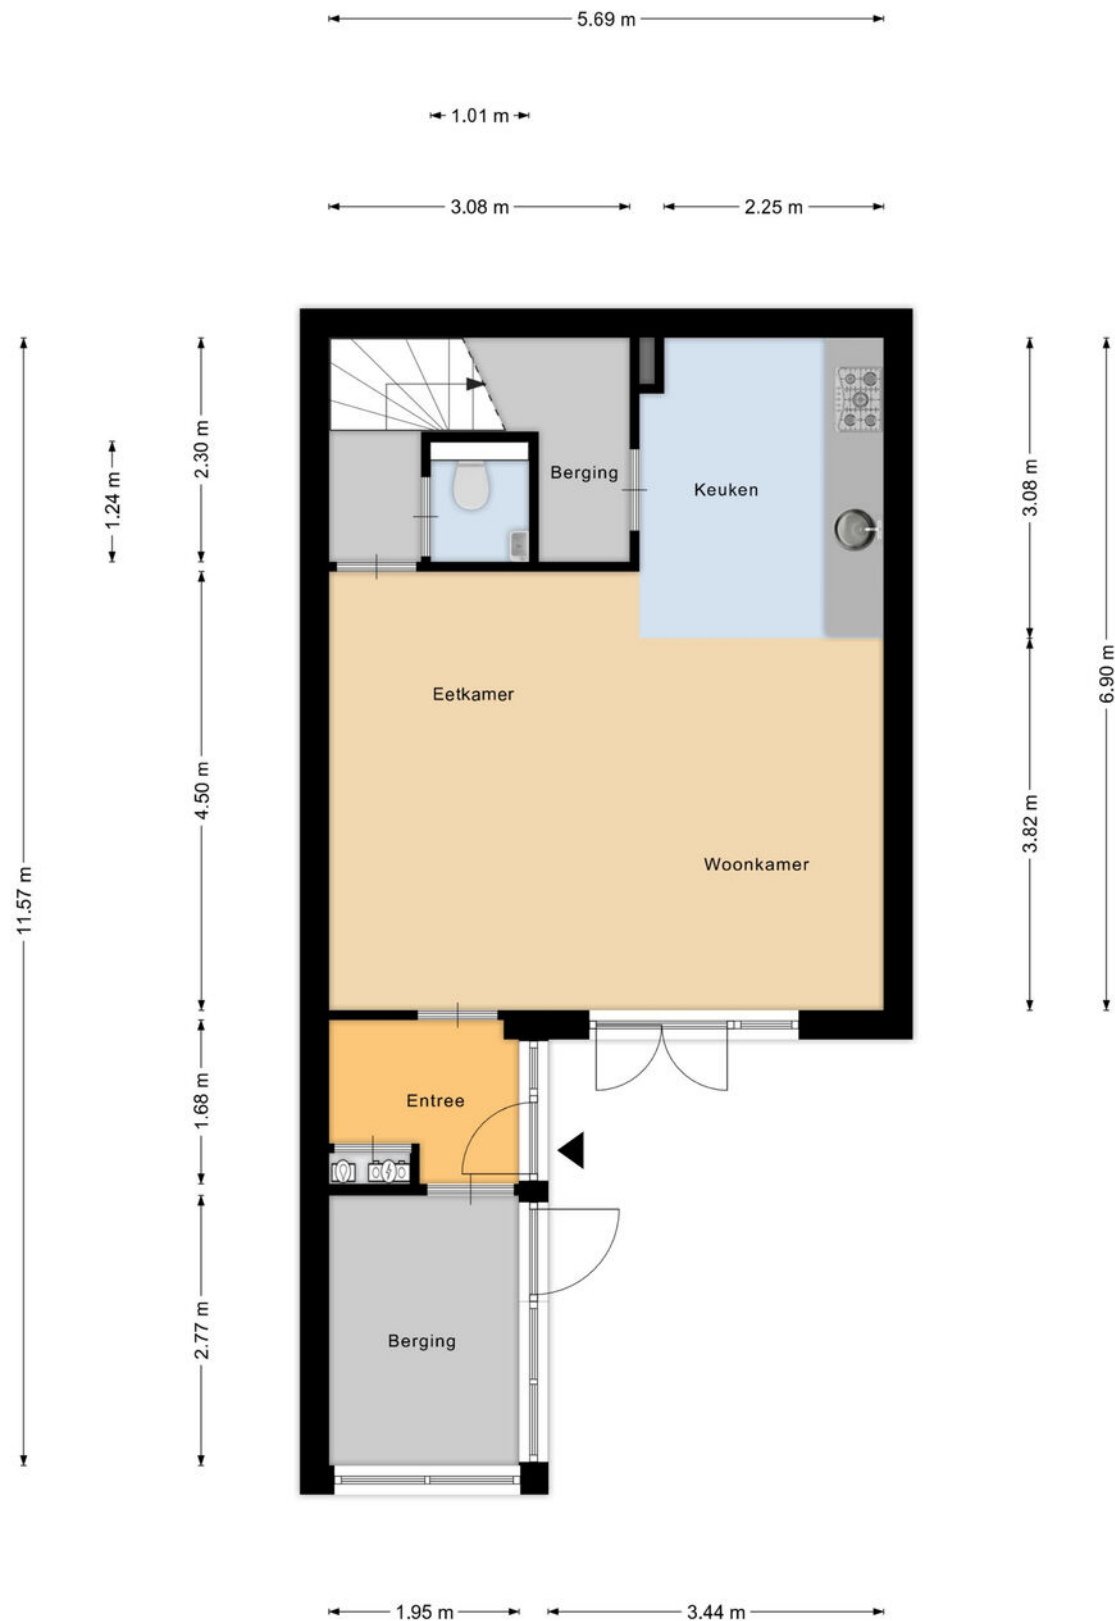 5.69 m
1.01 m
3.08 m
2.25 m
2.30 m
1.24 m
3.08 m
Berging
Keuken
6.90 m
Eetkamer
4.50 m
3.82 m
Woonkamer
11.57 m
1.68 m
Entree
2.77 m
Berging
1.95 m
3.44 m